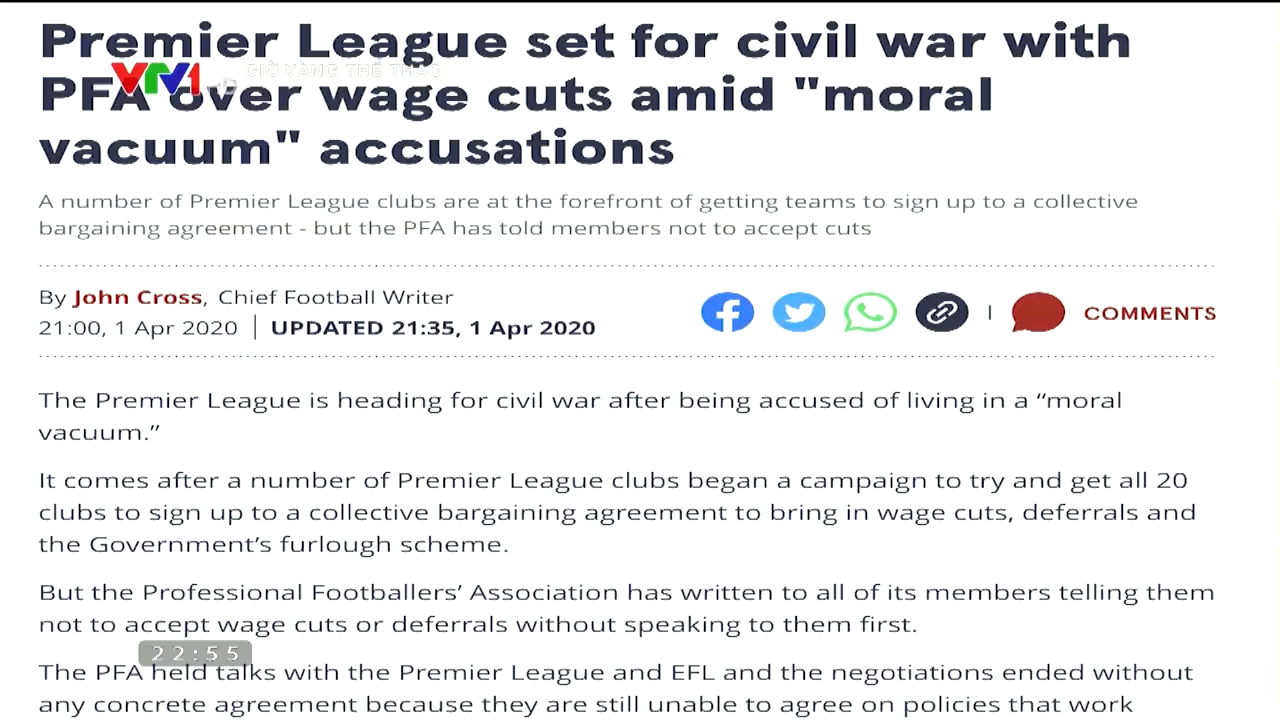 Premier League set for civil war with
PFA over wage cuts amid "moral
vacuum" accusations
VTV1 HD
GIỜ VÀNG THỂ THAO
A number of Premier League clubs are at the forefront of getting teams to sign up to a collective
bargaining agreement - but the PFA has told members not to accept cuts
By John Cross, Chief Football Writer
21:00, 1 Apr 2020 | UPDATED 21:35, 1 Apr 2020
| COMMENTS
The Premier League is heading for civil war after being accused of living in a “moral
vacuum.”
It comes after a number of Premier League clubs began a campaign to try and get all 20
clubs to sign up to a collective bargaining agreement to bring in wage cuts, deferrals and
the Government’s furlough scheme.
But the Professional Footballers’ Association has written to all of its members telling them
not to accept wage cuts or deferrals without speaking to them first.
22:55
The PFA held talks with the Premier League and EFL and the negotiations ended without
any concrete agreement because they are still unable to agree on policies that work